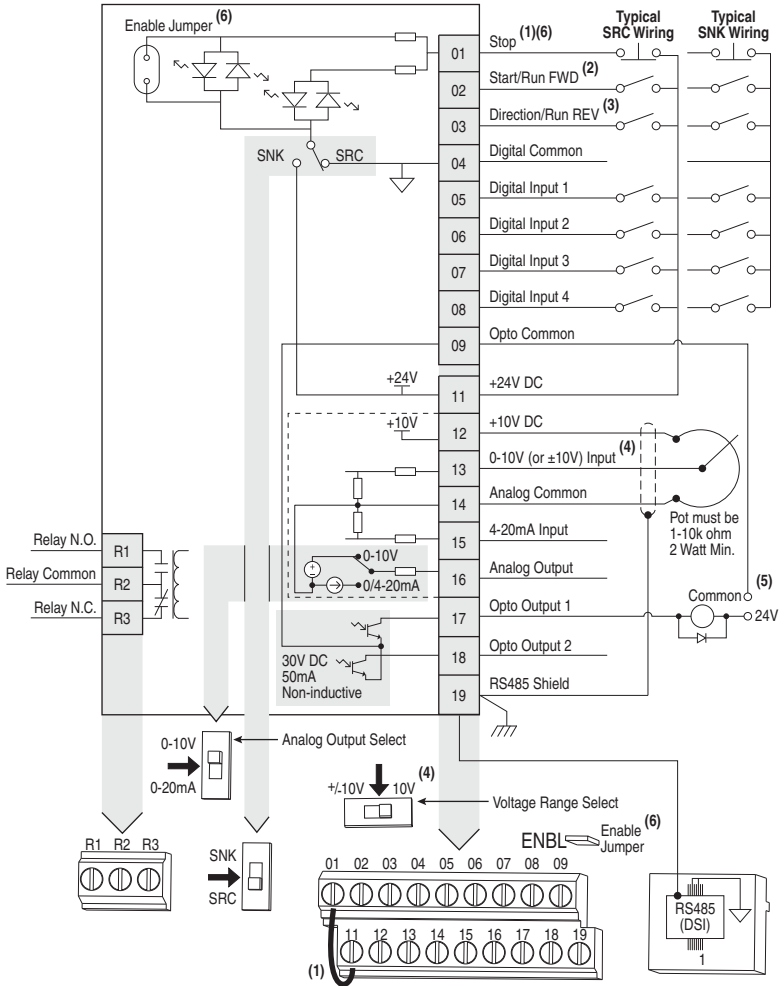 Enable Jumper (6)
Typical
SRC Wiring
Typical
SNK Wiring
01
Stop (1)(6)
02
Start/Run FWD (2)
03
Direction/Run REV (3)
SNK
SRC
04
Digital Common
05
Digital Input 1
06
Digital Input 2
07
Digital Input 3
08
Digital Input 4
09
Opto Common
+24V
11
+24V DC
+10V
12
+10V DC
13
0-10V (or ±10V) Input (4)
14
Analog Common
Pot must be
1-10k ohm
2 Watt Min.
15
4-20mA Input
Relay N.O.
R1
Relay Common
R2
Relay N.C.
R3
0-10V
0/4-20mA
+
16
Analog Output
Common
(5)
24V
17
Opto Output 1
30V DC
50mA
Non-inductive
18
Opto Output 2
19
RS485 Shield
0-10V
0-20mA
Analog Output Select
+/-10V
10V
(4)
Voltage Range Select
ENBL
Enable
Jumper
(6)
R1 R2 R3
SNK
SRC
01 02 03 04 05 06 07 08 09
11 12 13 14 15 16 17 18 19
(1)
RS485
(DSI)
1